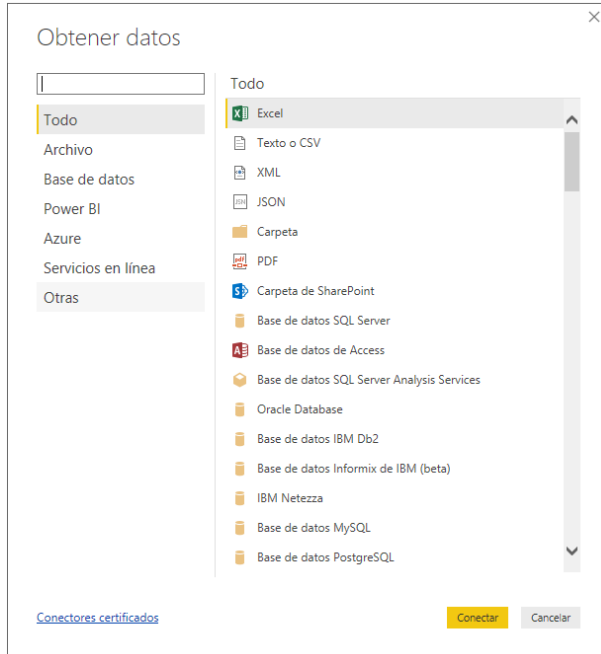 Obtener datos
Todo
Archivo
Base de datos
Power BI
Azure
Servicios en línea
Otras
Todo
Excel
Texto o CSV
XML
JSON
Carpeta
PDF
Carpeta de SharePoint
Base de datos SQL Server
Base de datos de Access
Base de datos SQL Server Analysis Services
Oracle Database
Base de datos IBM Db2
Base de datos Informix de IBM (beta)
IBM Netezza
Base de datos MySQL
Base de datos PostgreSQL
Conectores certificados
Conectar
Cancelar